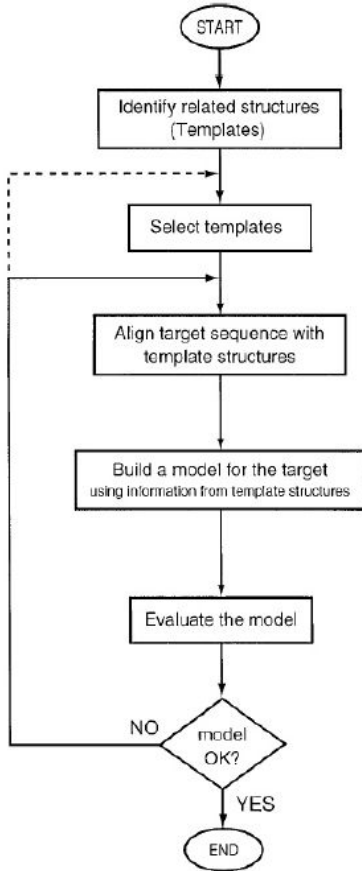 START
Identify related structures
(Templates)
Select templates
Align target sequence with
template structures
Build a model for the target
using information from template structures
Evaluate the model
NO
model
OK?
YES
END